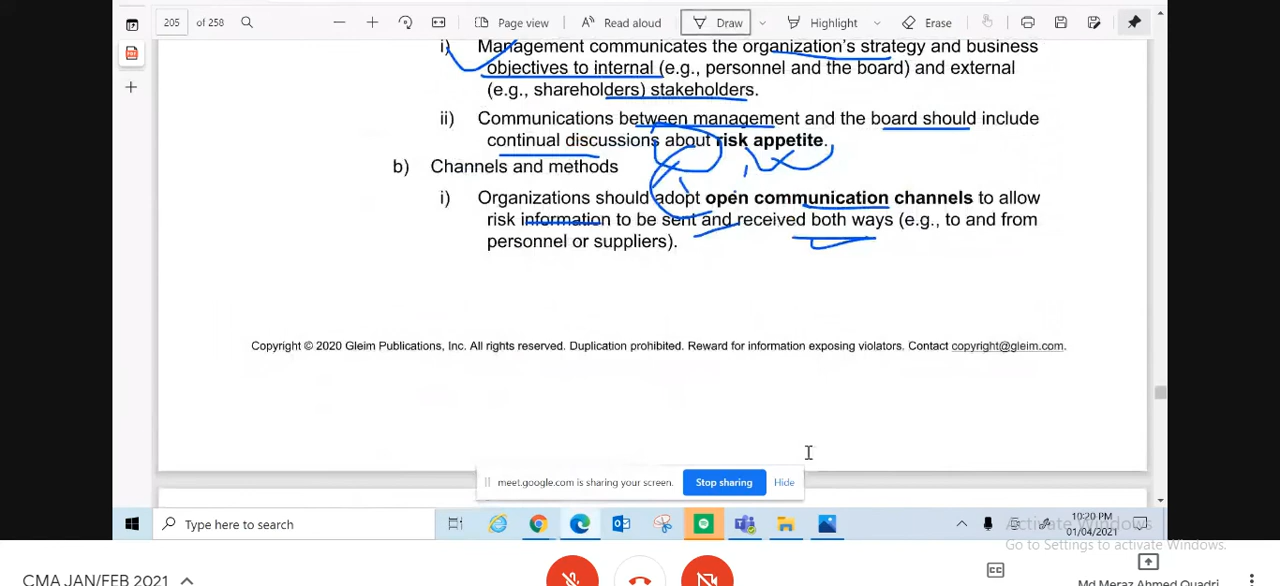 205 of 258 Page view Read aloud Draw Highlight Erase
i) Management communicates the organization's strategy and business
objectives to internal (e.g., personnel and the board) and external
(e.g., shareholders) stakeholders.
ii) Communications between management and the board should include
continual discussions about risk appetite.
b) Channels and methods
i) Organizations should adopt open communication channels to allow
risk information to be sent and received both ways (e.g., to and from
personnel or suppliers).
Copyright © 2020 Gleim Publications, Inc. All rights reserved. Duplication prohibited. Reward for information exposing violators. Contact copyright@gleim.com.
meet.google.com is sharing your screen. Stop sharing Hide
Type here to search
10:20 PM
01/04/2021
Activate Windows
Go to Settings to activate Windows.
CMA JAN/FEB 2021
CC
Md Meraz Ahmed Quadri